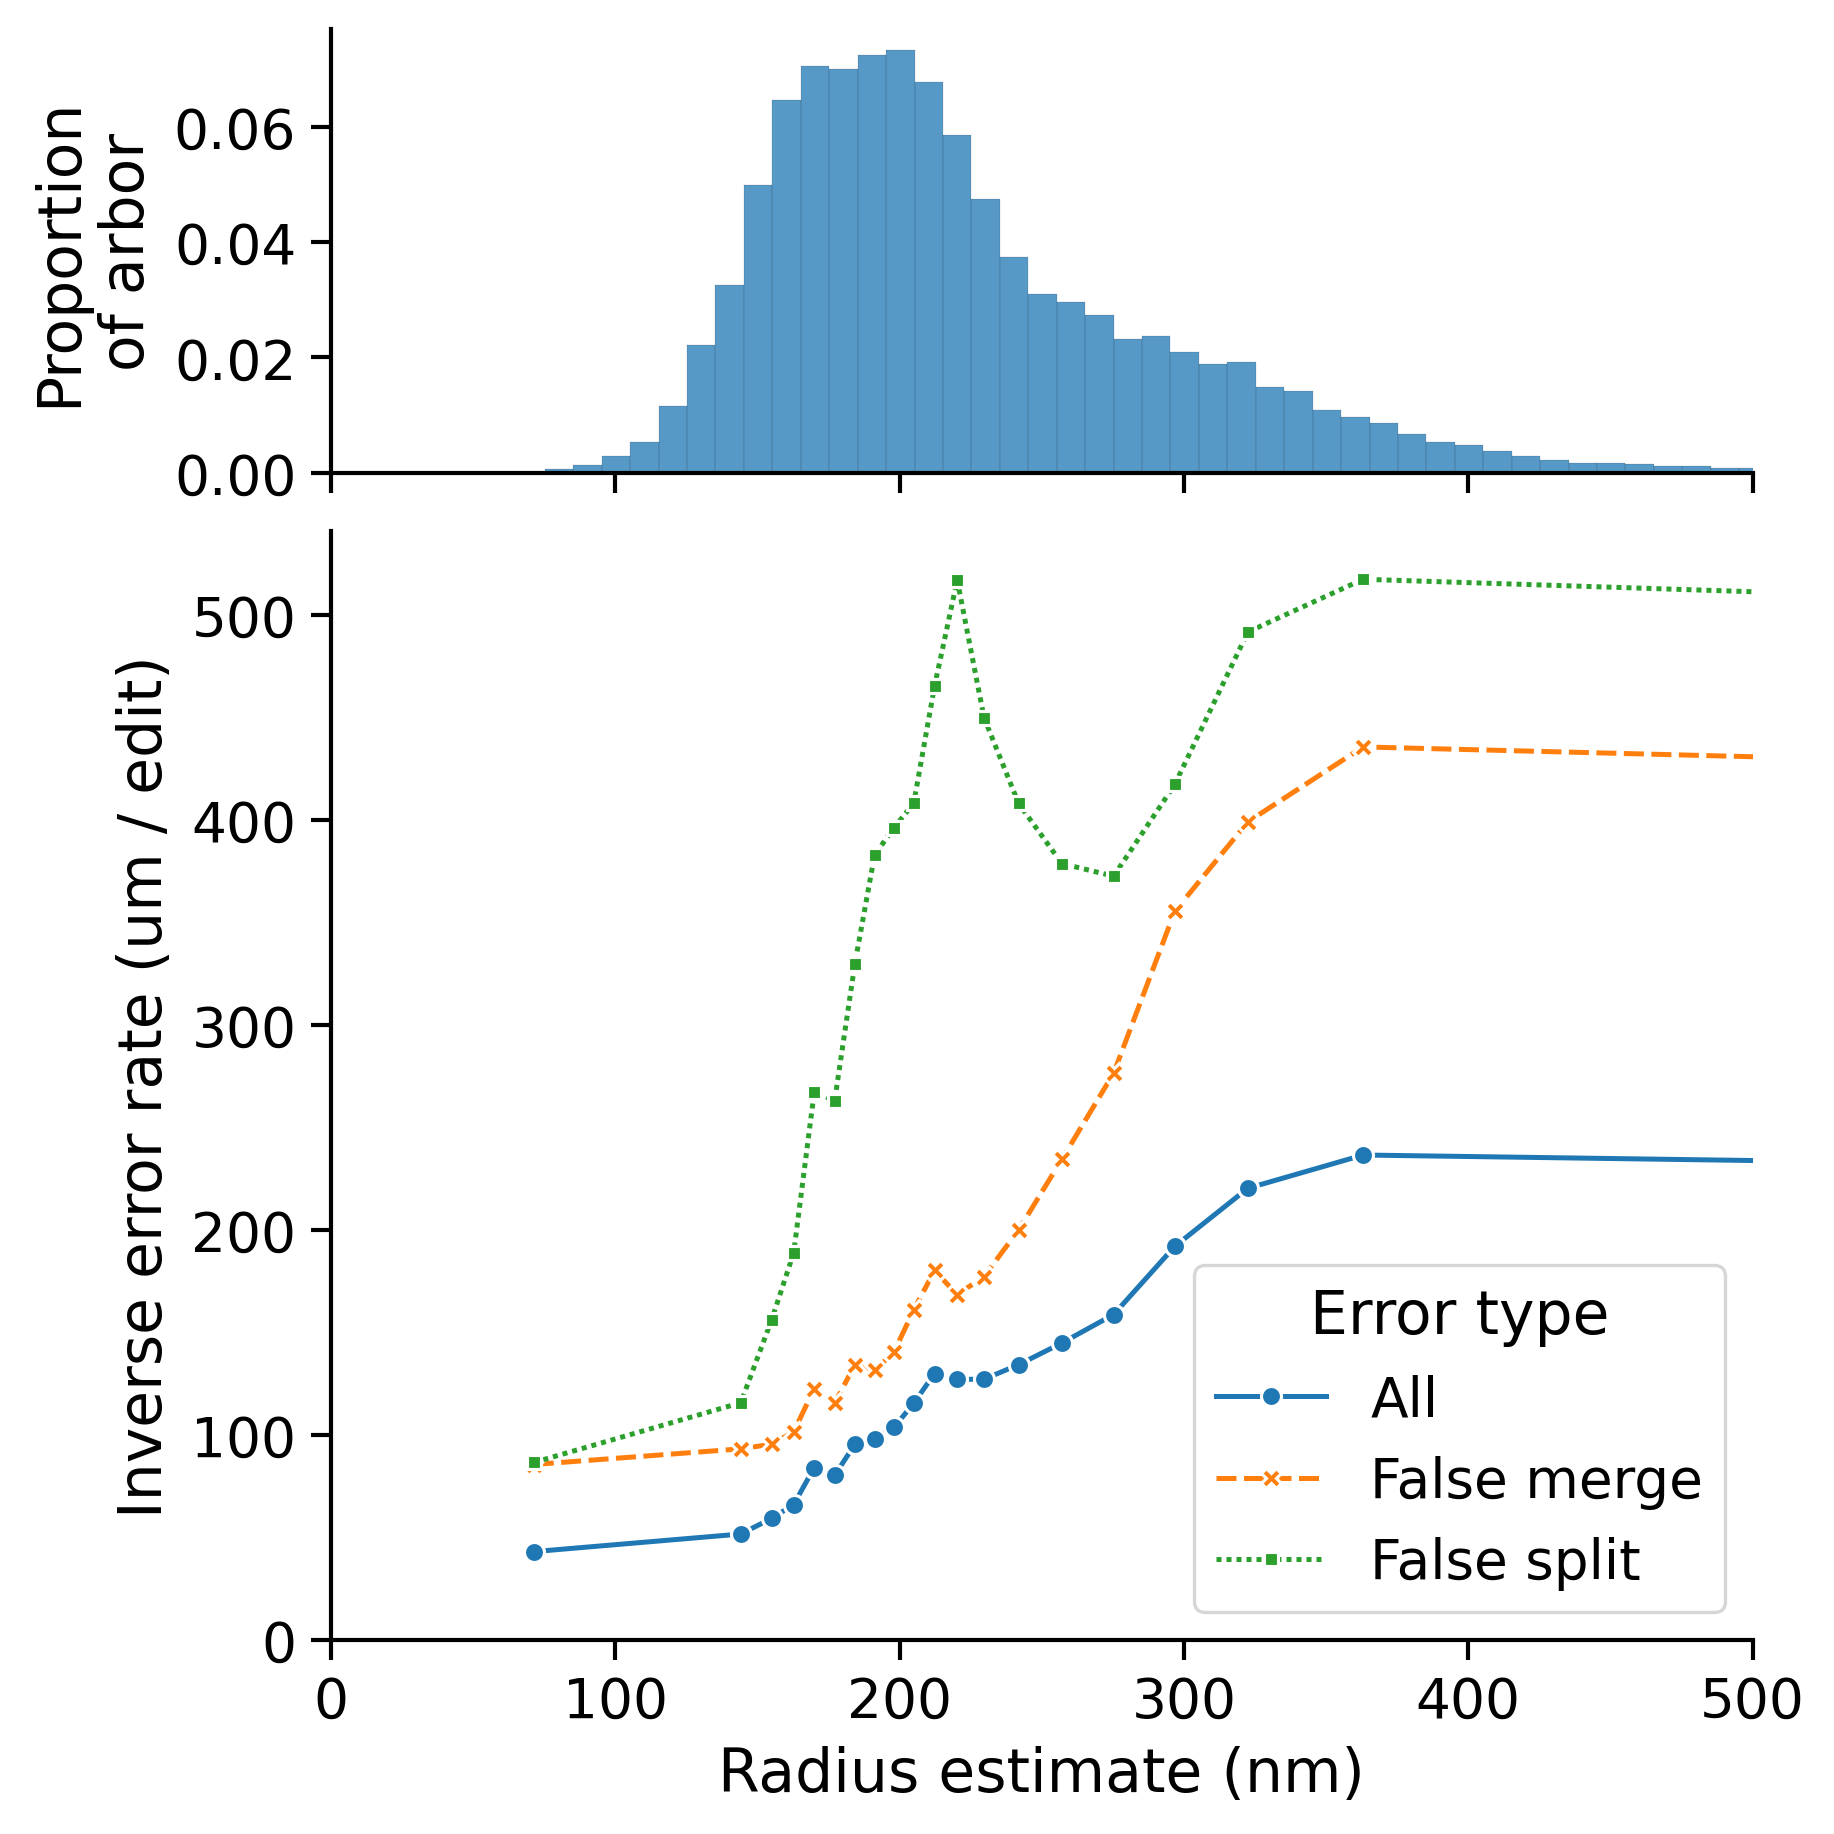 Proportion
of arbor
0.06
0.04
0.02
0.00
Inverse error rate (um / edit)
500
400
300
200
100
0
0 100 200 300 400 500
Radius estimate (nm)
Error type
All
False merge
False split